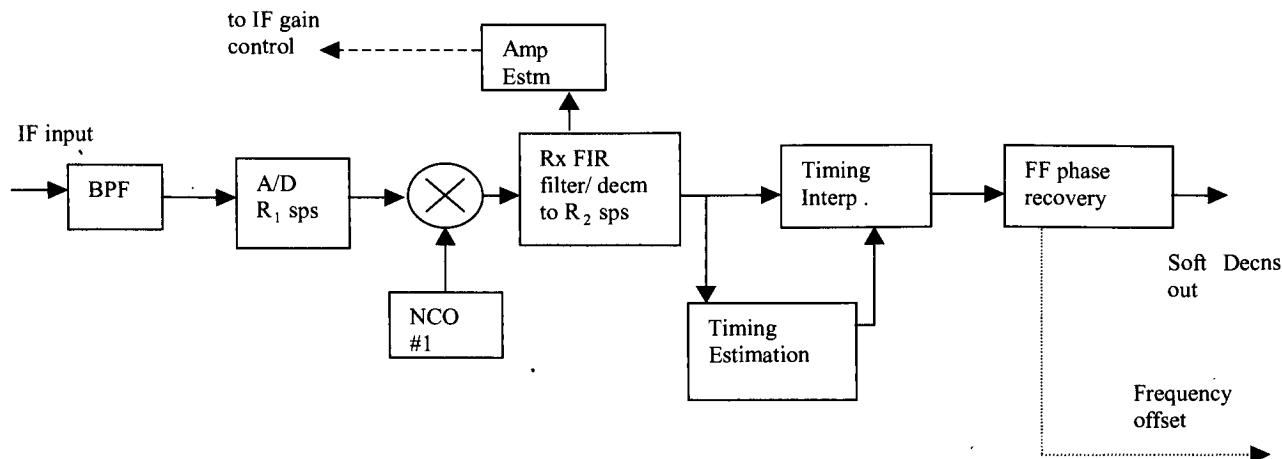 to IF gain
control
Amp
Estm
IF input
BPF
A/D
R₁ sps
Rx FIR
filter/ decm
to R₂ sps
Timing
Interp .
FF phase
recovery
NCO
#1
Timing
Estimation
Soft Decns
out
Frequency
offset